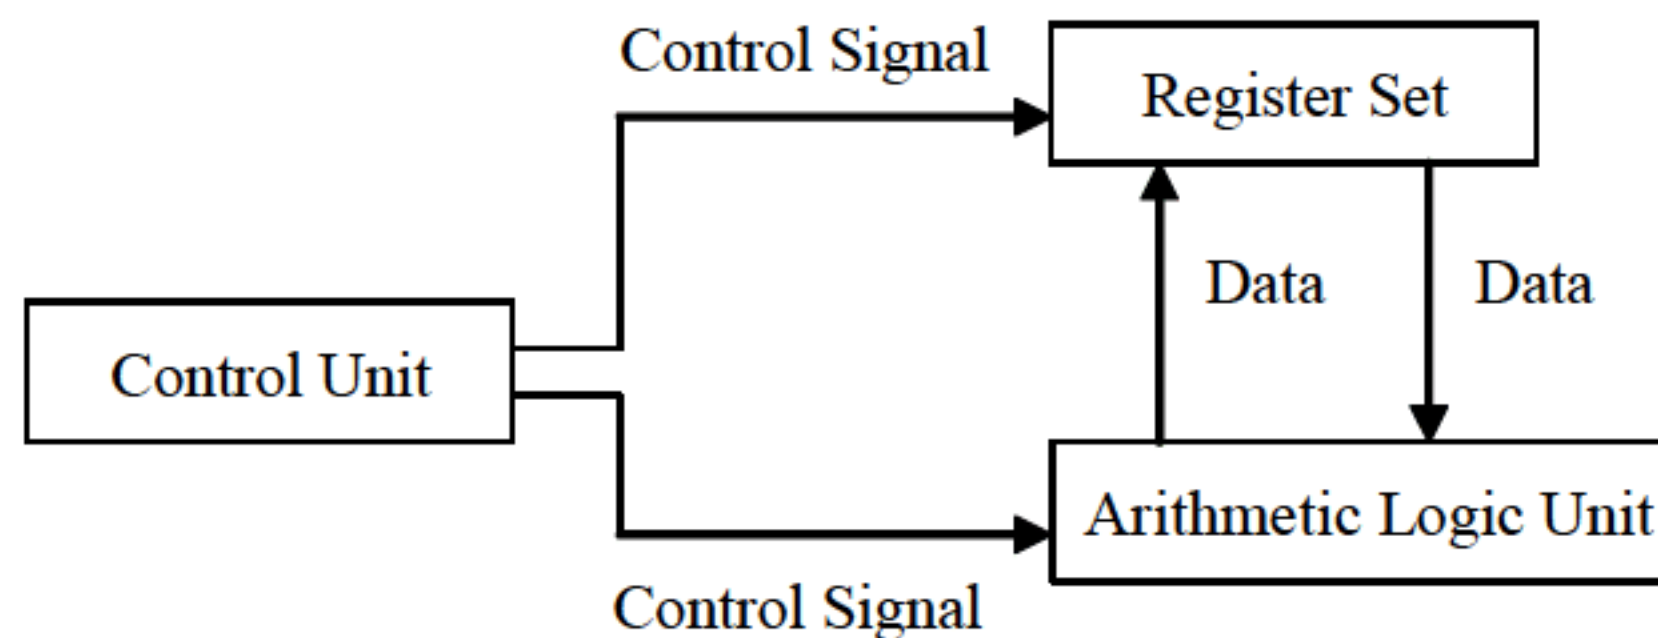 Control Signal
Register Set
Data
Data
Control Unit
Arithmetic Logic Unit
Control Signal